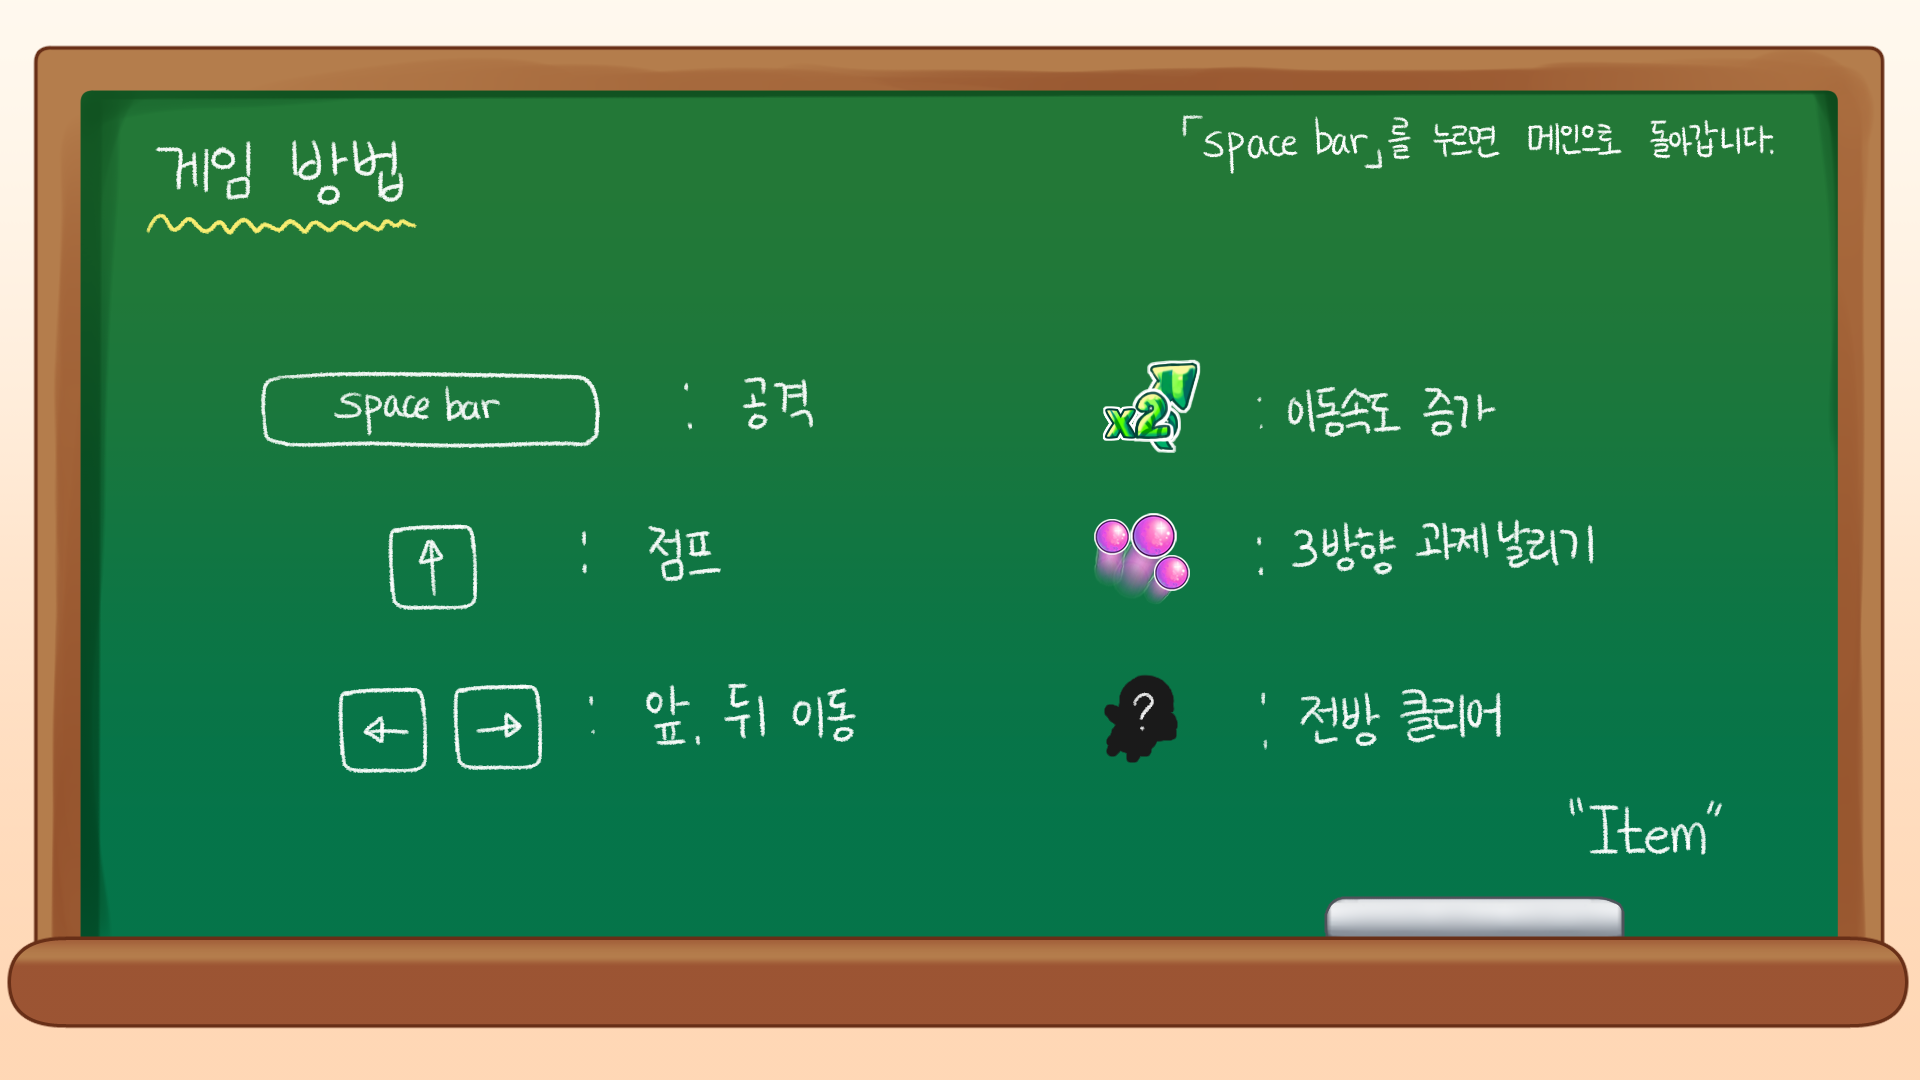 게임 방법
「space bar」를 누르면 메인으로 돌아갑니다.
space bar : 공격
↑ : 점프
← → : 앞, 뒤 이동
x2 : 이동속도 증가
: 3방향 과제날리기
? : 전방 클리어
"Item"